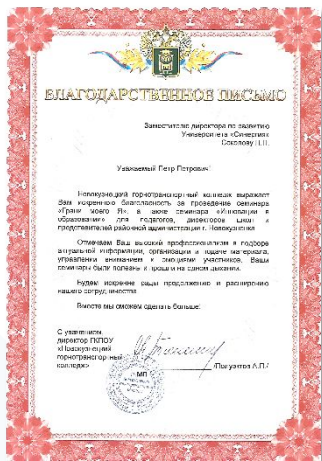 БЛАГОДАРСТВЕННОЕ ПИСЬМО
Заместителю директора по развитию
Университета «Синергия»
Соколову П.П.
Уважаемый Петр Петрович!
Новокузнецкий горнотранспортный колледж выражает
Вам искреннюю благодарность за проведение семинара
«Грани моего Я», а также семинара «Инновации в
образовании» для педагогов, директоров школ и
представителей районной администрации г. Новокузнецка
Отмечаем Ваш высокий профессионализм в подборе
актуальной информации, организации и подаче материала,
управлении вниманием и эмоциями участников. Ваши
семинары были полезны и прошли на одном дыхании.
Будем искренне рады продолжению и расширению
нашего сотрудничества
Вместе мы сможем сделать больше!
С уважением,
директор ГКПОУ
«Новокузнецкий
горнотранспортный
колледж»
МП